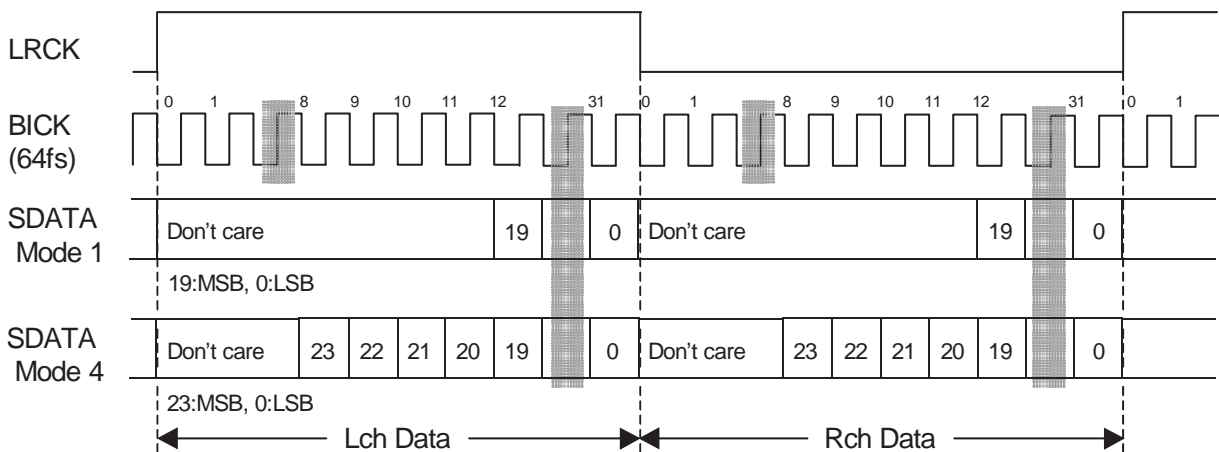 LRCK
0 1 8 9 10 11 12 31 0 1 8 9 10 11 12 31 0 1
BICK
(64fs)
SDATA
Mode 1
Don't care 19 0 Don't care 19 0
19:MSB, 0:LSB
SDATA
Mode 4
Don't care 23 22 21 20 19 0 Don't care 23 22 21 20 19 0
23:MSB, 0:LSB
Lch Data Rch Data